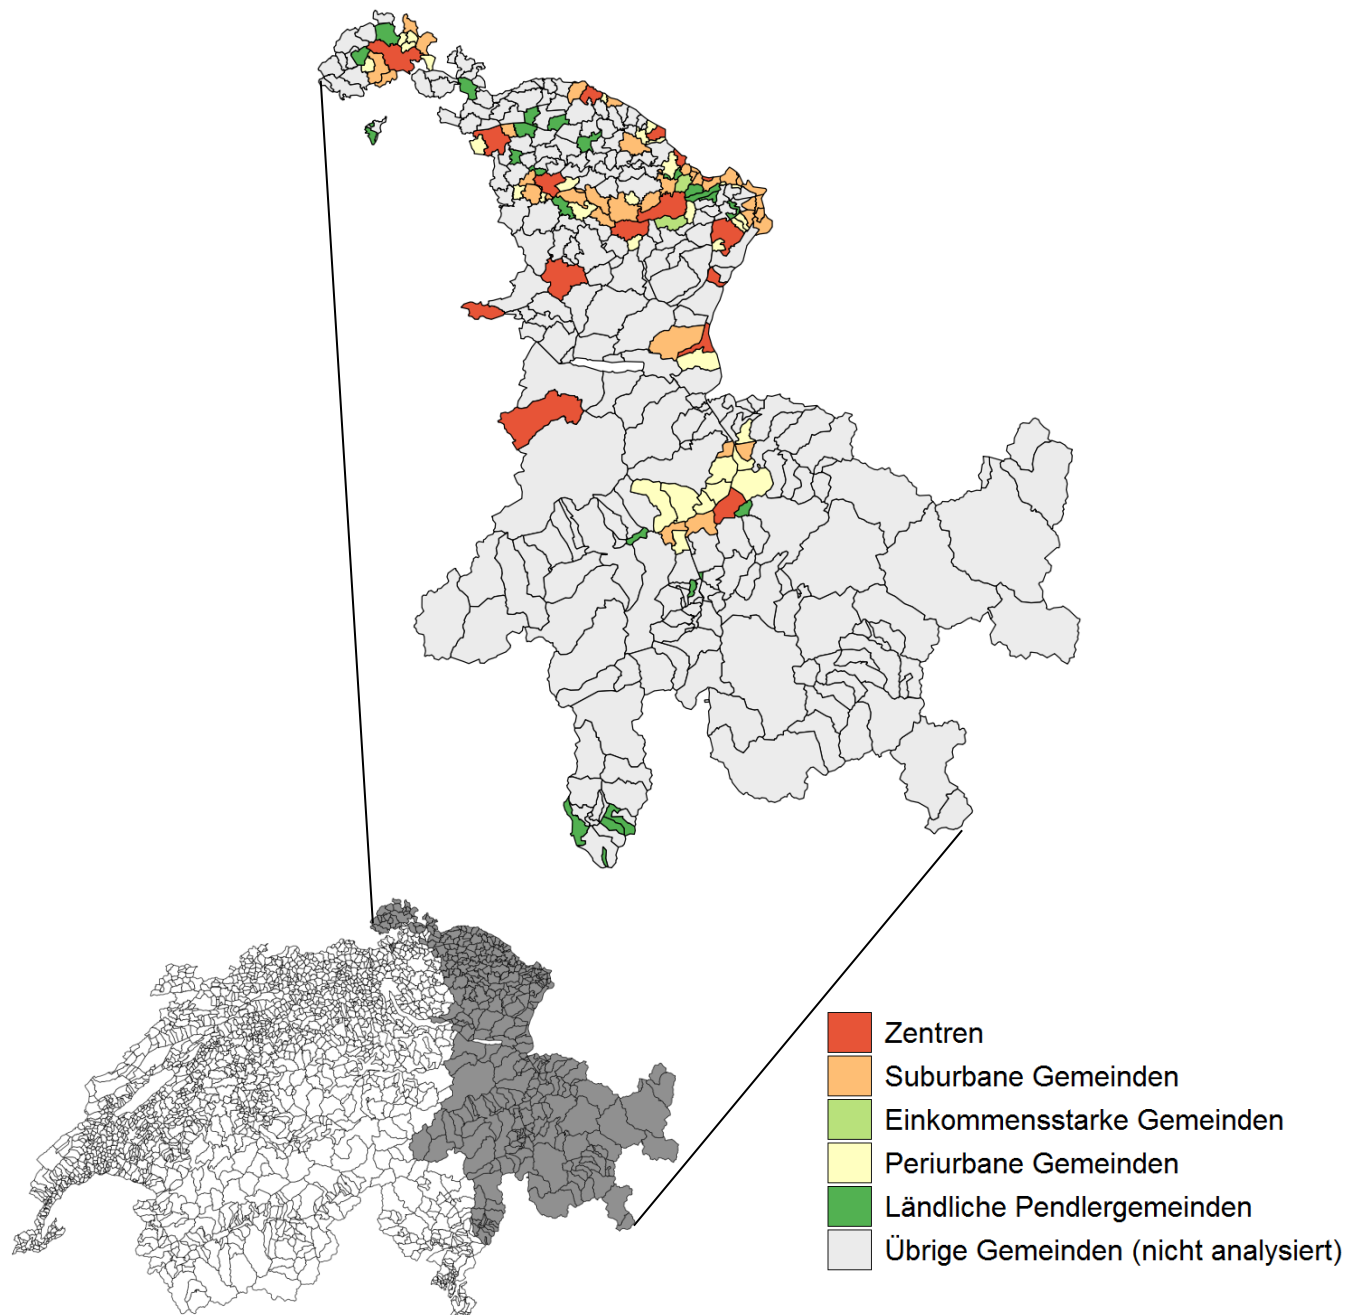 Zentren
Suburbane Gemeinden
Einkommensstarke Gemeinden
Periurbane Gemeinden
Ländliche Pendlergemeinden
Übrige Gemeinden (nicht analysiert)